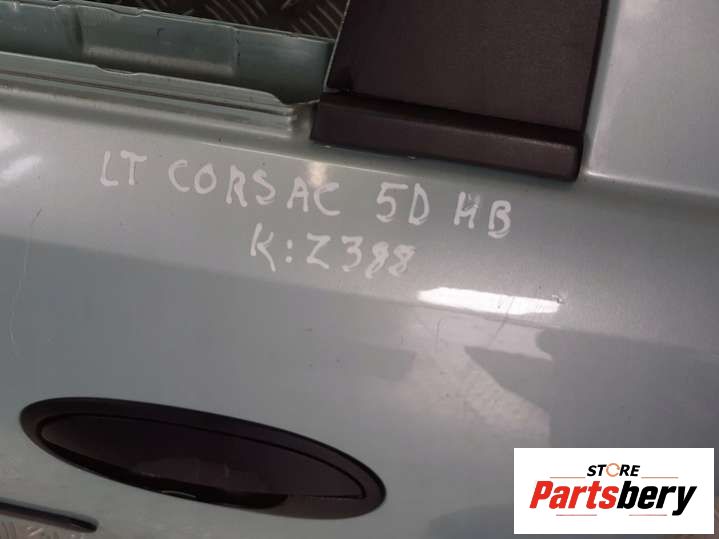 LT CORSAC 5D HB
K:Z388
STORE
Partsbery